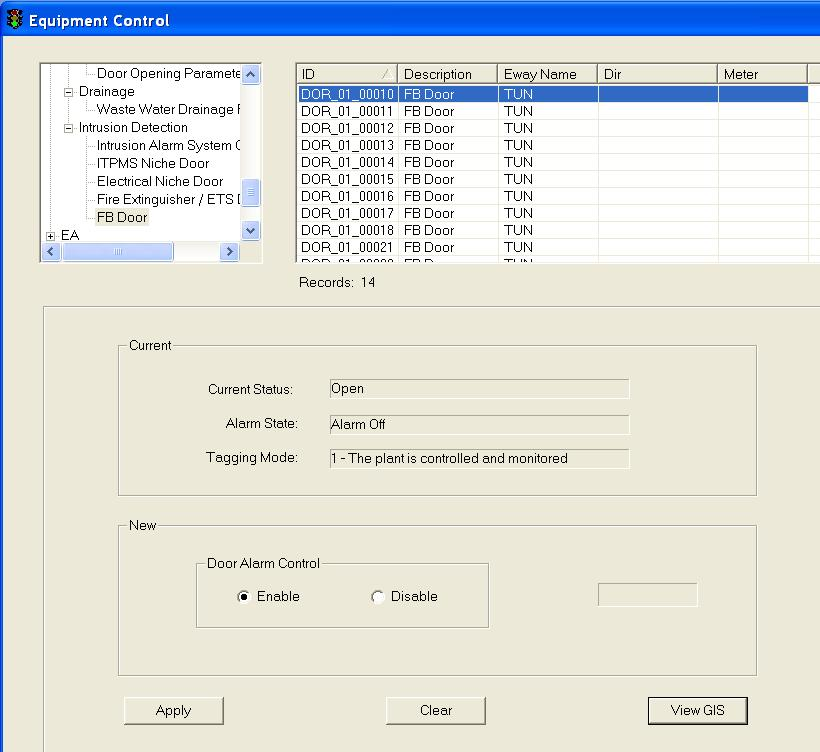 Equipment Control
Door Opening Paramete
Drainage
Waste Water Drainage
Intrusion Detection
Intrusion Alarm System
ITPMS Niche Door
Electrical Niche Door
Fire Extinguisher / ETS
FB Door
EA
ID Description Eway Name Dir Meter
DOR_01_00010 FB Door TUN
DOR_01_00011 FB Door TUN
DOR_01_00012 FB Door TUN
DOR_01_00013 FB Door TUN
DOR_01_00014 FB Door TUN
DOR_01_00015 FB Door TUN
DOR_01_00016 FB Door TUN
DOR_01_00017 FB Door TUN
DOR_01_00018 FB Door TUN
DOR_01_00021 FB Door TUN
Records: 14
Current
Current Status: Open
Alarm State: Alarm Off
Tagging Mode: 1 - The plant is controlled and monitored
New
Door Alarm Control
Enable Disable
Apply Clear View GIS